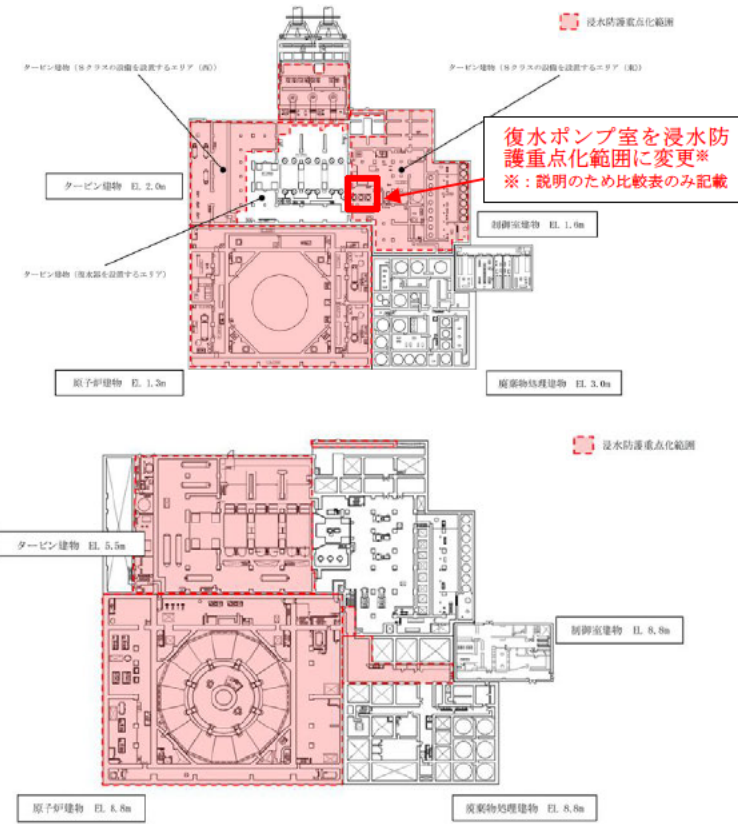 浸水防護重点化範囲
タービン建物（Sクラスの設備を設置するエリア（西））
タービン建物（Sクラスの設備を設置するエリア（東））
復水ポンプ室を浸水防
護重点化範囲に変更※
※：説明のため比較表のみ記載
タービン建物 EL 2.0m
制御室建物 EL 1.6m
タービン建物（復水器を設置するエリア）
原子炉建物 EL 1.3m
廃棄物処理建物 EL 3.0m
浸水防護重点化範囲
タービン建物 EL 5.5m
制御室建物 EL 8.8m
原子炉建物 EL 8.8m
廃棄物処理建物 EL 8.8m